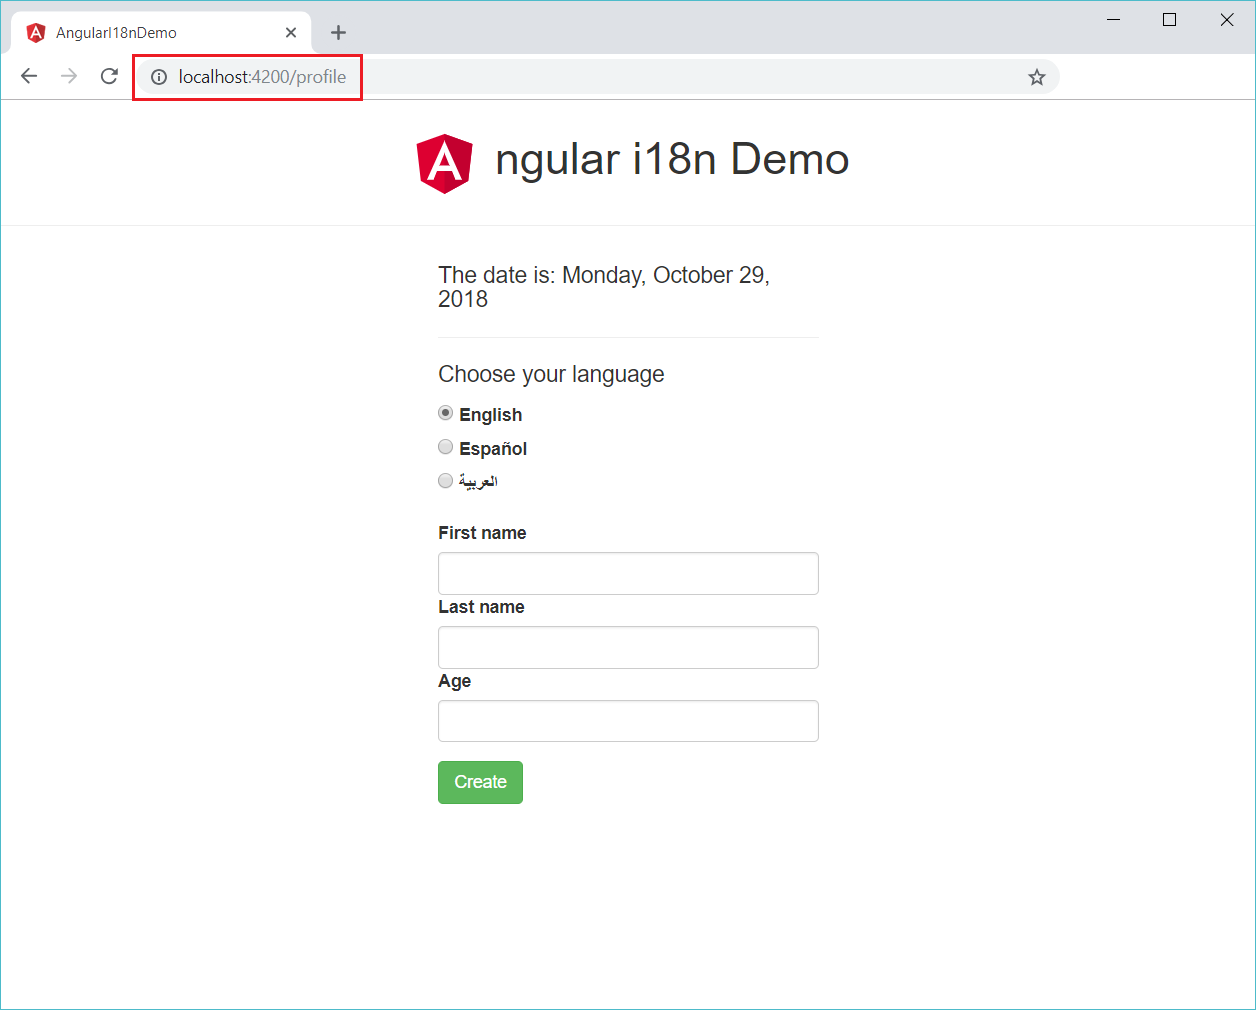 AngularI18nDemo
localhost:4200/profile
A ngular i18n Demo
The date is: Monday, October 29,
2018
Choose your language
English
Español
العربية
First name
Last name
Age
Create